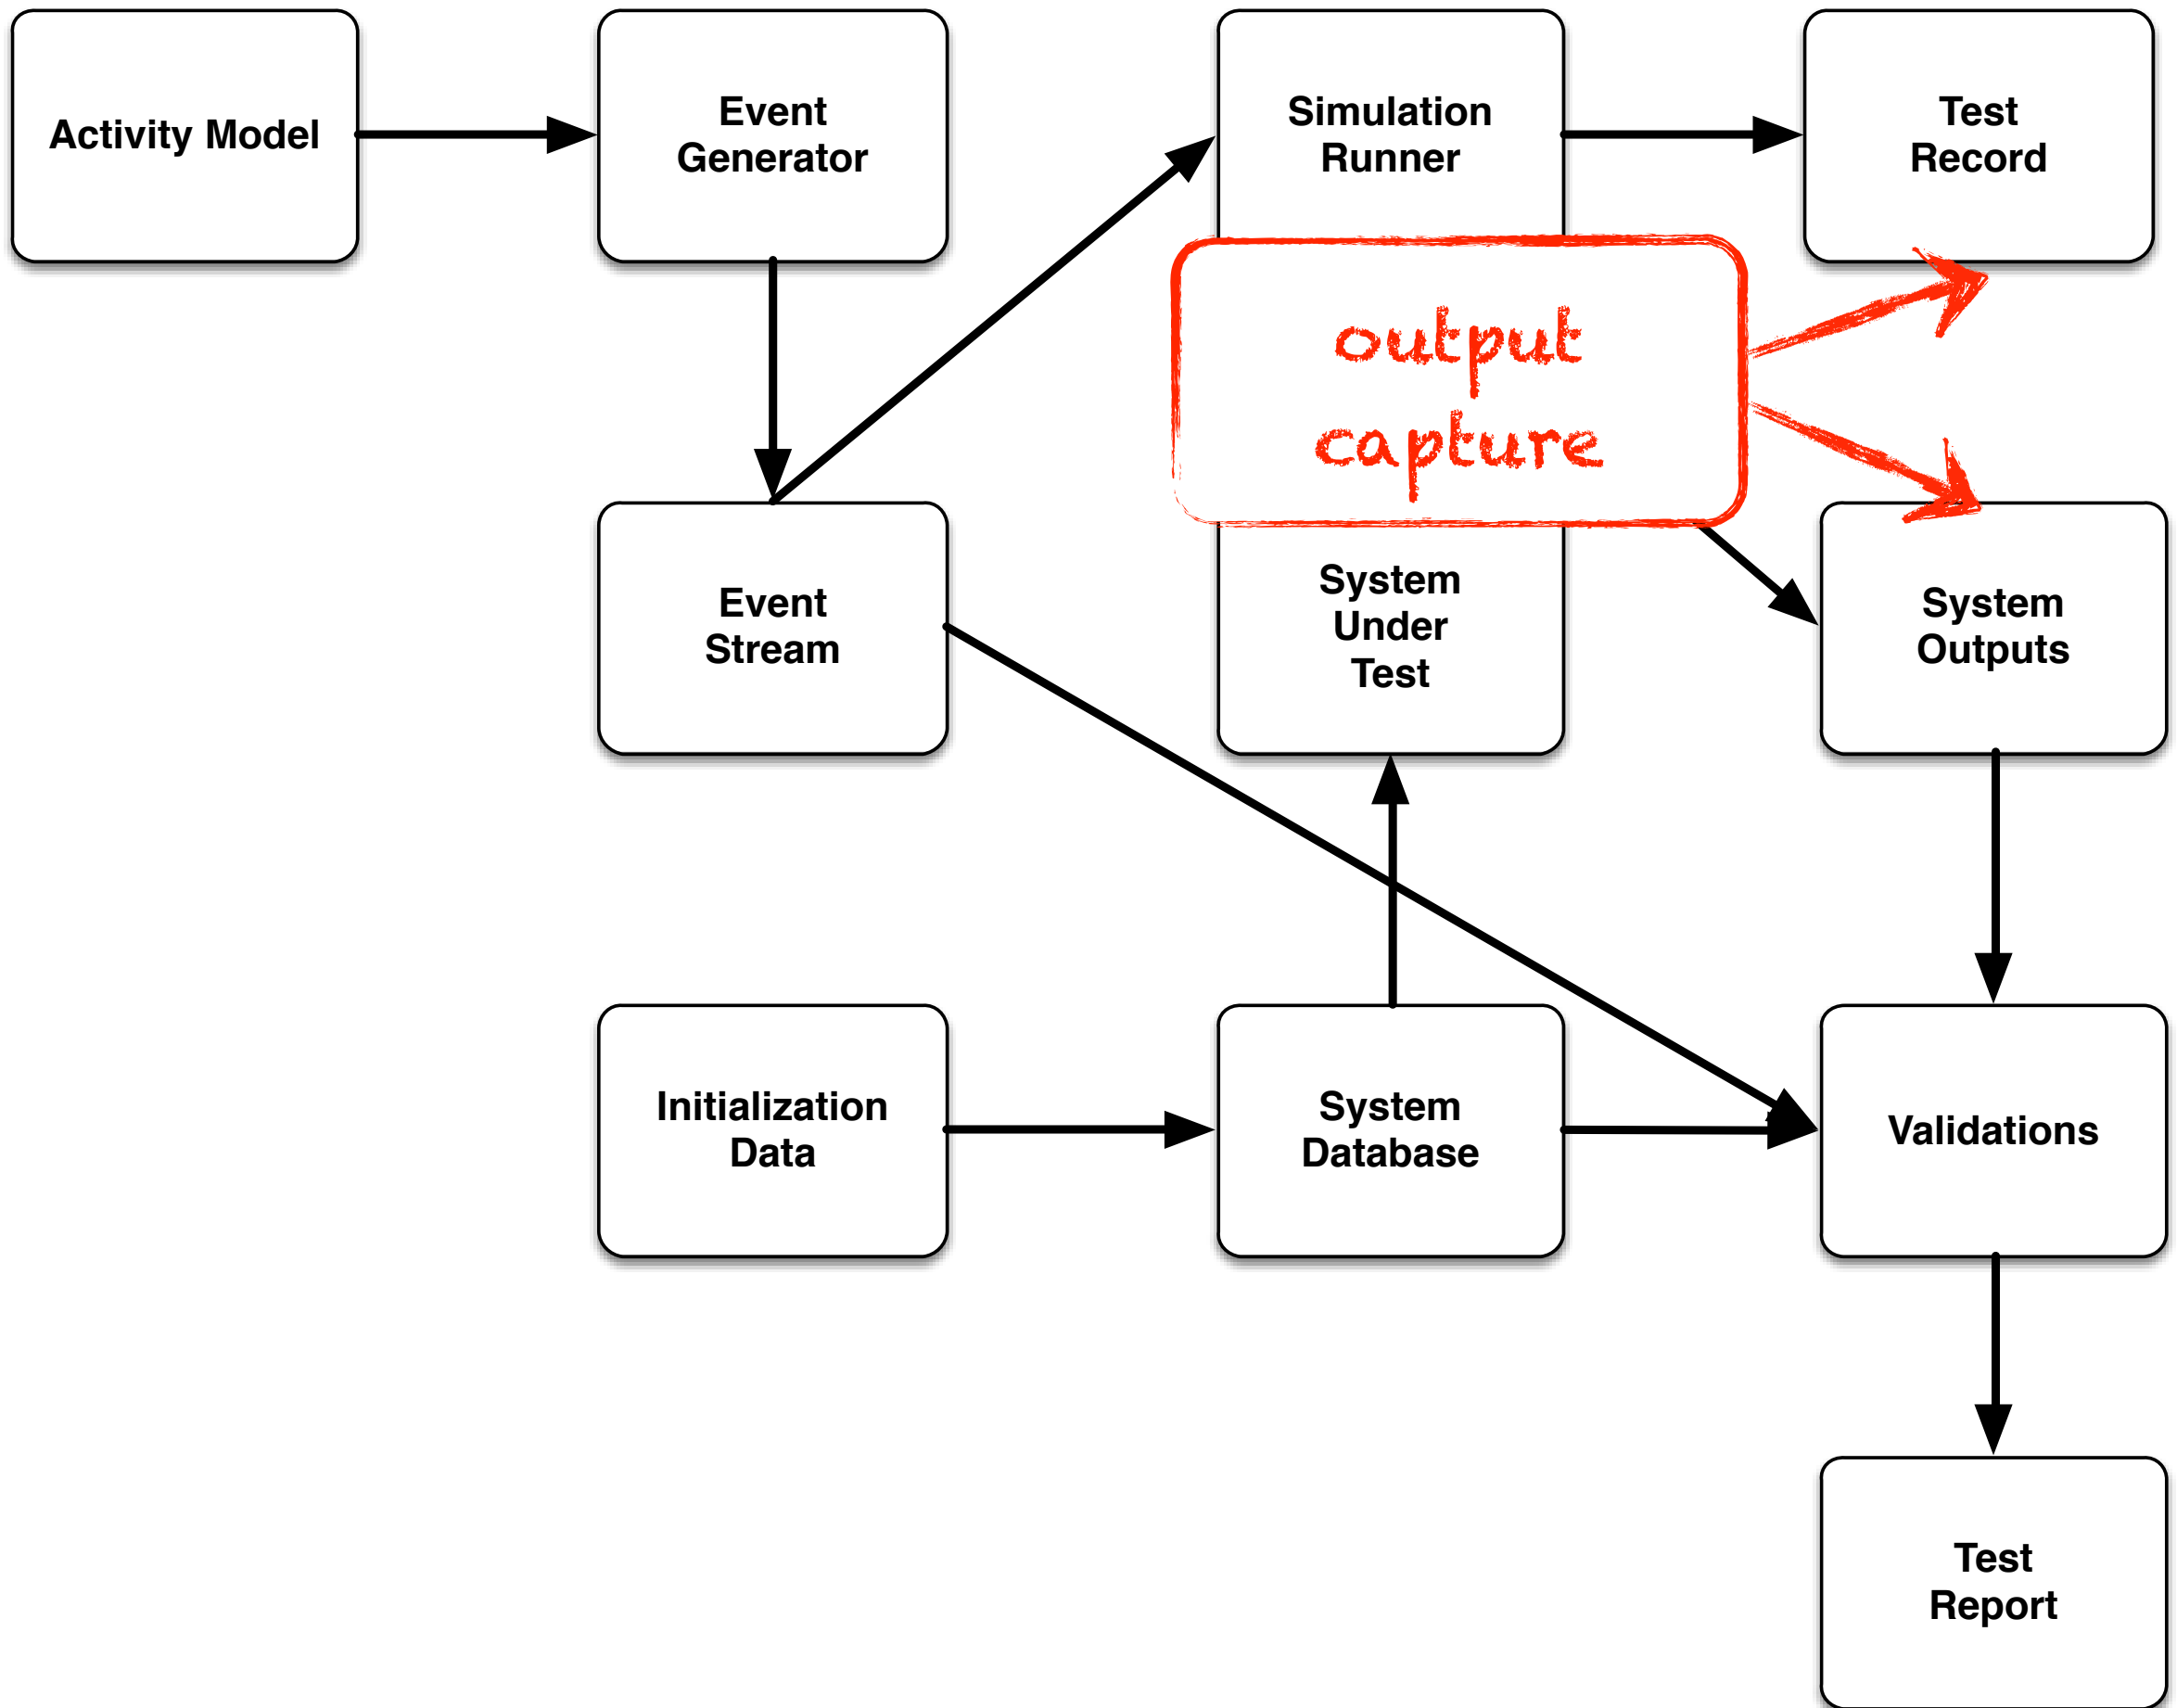 Activity Model
Event
Generator
Simulation
Runner
Test
Record
output
capture
Event
Stream
System
Under
Test
System
Outputs
Initialization
Data
System
Database
Validations
Test
Report